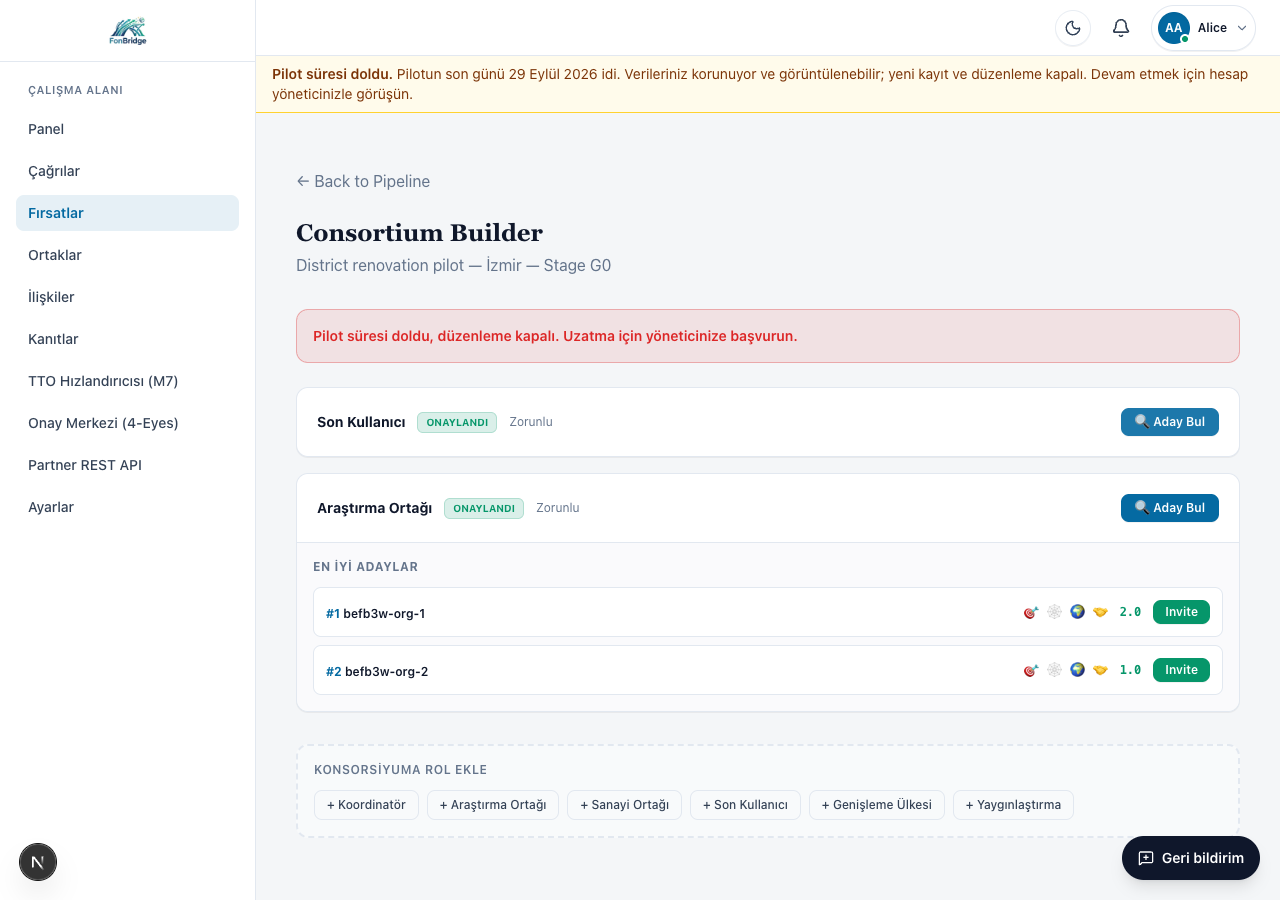 FonBridge
AA Alice
Pilot süresi doldu. Pilotun son günü 29 Eylül 2026 idi. Verileriniz korunuyor ve görüntülenebilir; yeni kayıt ve düzenleme kapalı. Devam etmek için hesap
yöneticinizle görüşün.
ÇALIŞMA ALANI
Panel
Çağrılar
Fırsatlar
Ortaklar
İlişkiler
Kanıtlar
TTO Hızlandırıcısı (M7)
Onay Merkezi (4-Eyes)
Partner REST API
Ayarlar
N
← Back to Pipeline
Consortium Builder
District renovation pilot — İzmir — Stage G0
Pilot süresi doldu, düzenleme kapalı. Uzatma için yöneticinize başvurun.
Son Kullanıcı ONAYLANDI Zorunlu 🔍 Aday Bul
Araştırma Ortağı ONAYLANDI Zorunlu 🔍 Aday Bul
EN İYİ ADAYLAR
#1 befb3w-org-1 🎯 🕸 🌍 🤝 2.0 Invite
#2 befb3w-org-2 🎯 🕸 🌍 🤝 1.0 Invite
KONSORSİYUMA ROL EKLE
+ Koordinatör + Araştırma Ortağı + Sanayi Ortağı + Son Kullanıcı + Genişleme Ülkesi + Yaygınlaştırma
Geri bildirim